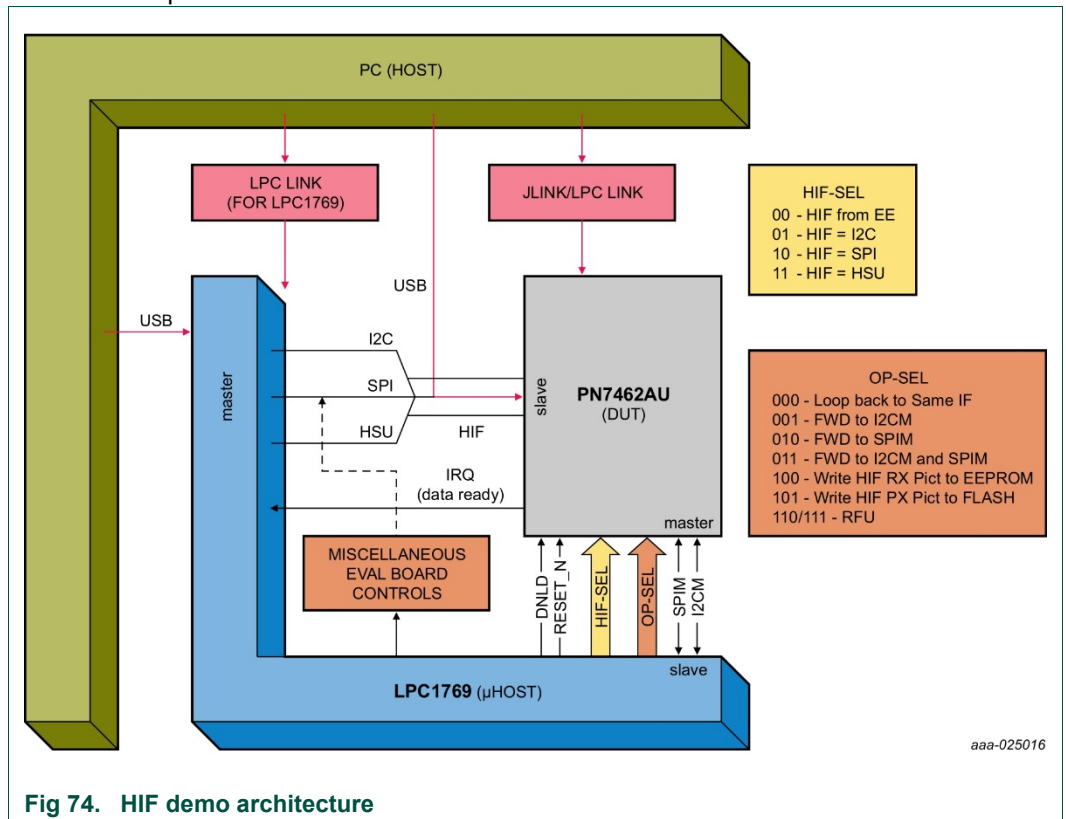 PC (HOST)
LPC LINK
(FOR LPC1769)
JLINK/LPC LINK
HIF-SEL
00 - HIF from EE
01 - HIF = I2C
10 - HIF = SPI
11 - HIF = HSU
USB
USB
master
I2C
SPI
HSU
HIF
slave
PN7462AU
(DUT)
IRQ
(data ready)
master
OP-SEL
000 - Loop back to Same IF
001 - FWD to I2CM
010 - FWD to SPIM
011 - FWD to I2CM and SPIM
100 - Write HIF RX Pict to EEPROM
101 - Write HIF PX Pict to FLASH
110/111 - RFU
MISCELLANEOUS
EVAL BOARD
CONTROLS
DNLD
RESET_N
HIF-SEL
OP-SEL
SPIM
I2CM
slave
LPC1769 (µHOST)
aaa-025016
Fig 74. HIF demo architecture